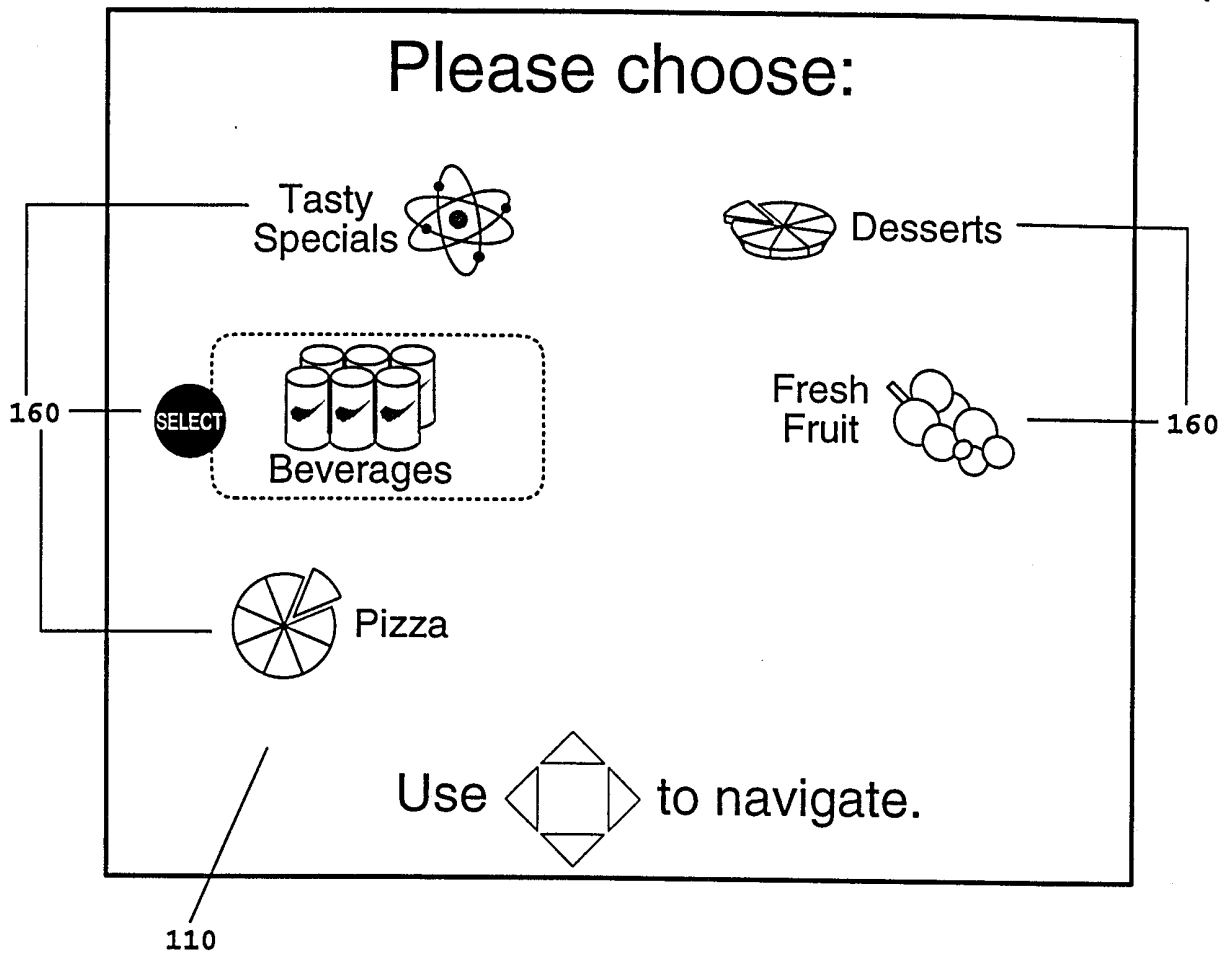 Please choose:
Tasty
Specials
Desserts
160
SELECT
Beverages
Fresh
Fruit
160
Pizza
Use to navigate.
110